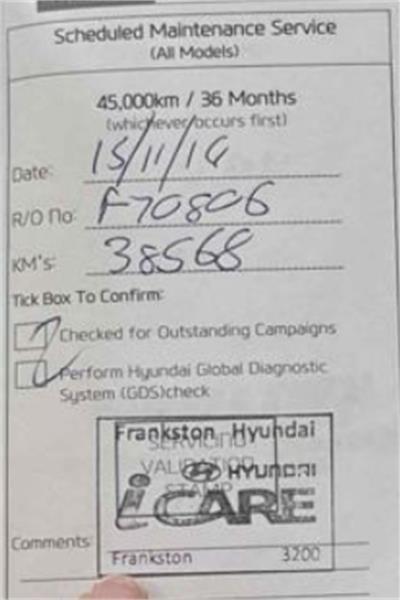 Scheduled Maintenance Service
(All Models)
45,000km / 36 Months
(whichever occurs first)
Date: 15/11/14
R/O No: F70806
KM's: 38568
Tick Box To Confirm:
Checked for Outstanding Campaigns
Perform Hyundai Global Diagnostic
System (GDS)check
Frankston Hyundai
SERVICING
VALIDATION
HYUNDAI
STAMP
iCARE
Comments:
Frankston 3200